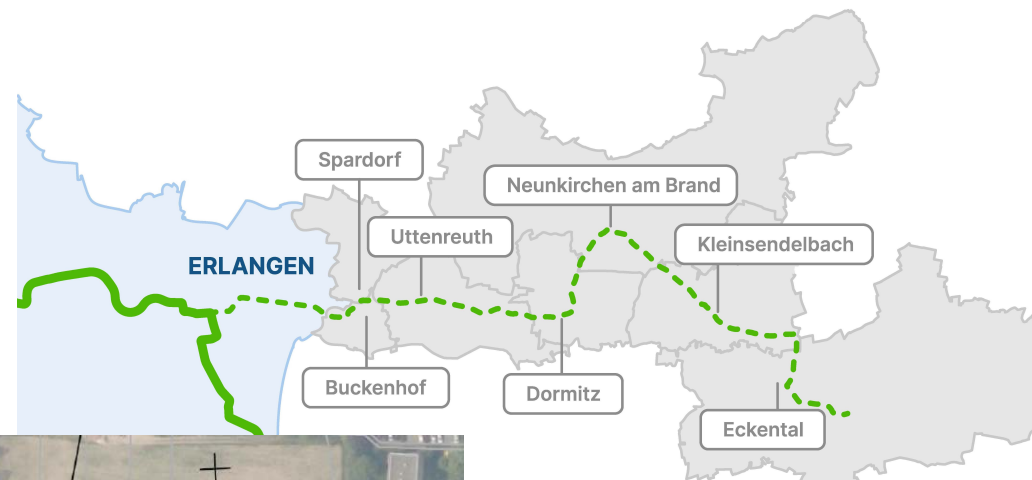 Spardorf
Neunkirchen am Brand
Uttenreuth
Kleinsendelbach
ERLANGEN
Buckenhof
Dormitz
Eckental